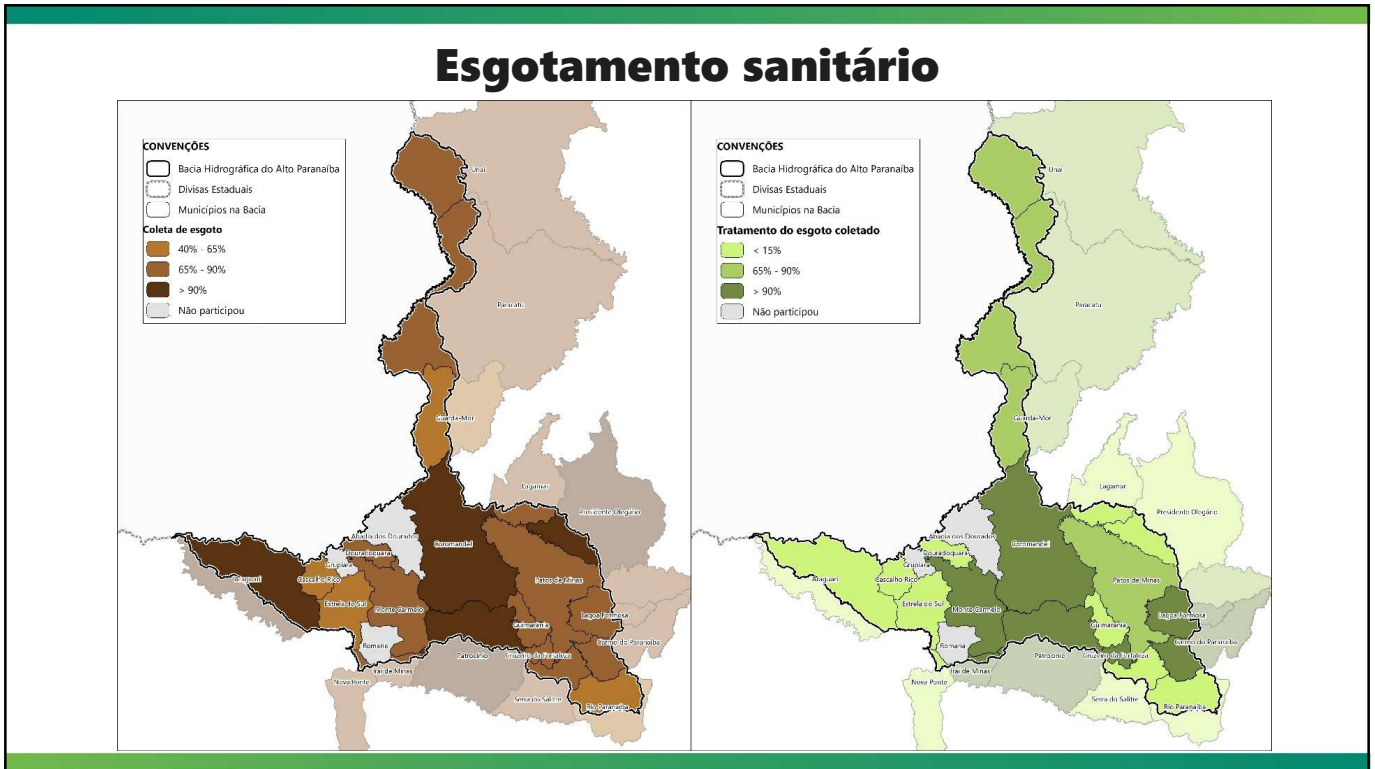 Esgotamento sanitário
CONVENÇÕES
Bacia Hidrográfica do Alto Paranaíba
Divisas Estaduais
Municípios na Bacia
Coleta de esgoto
40% - 65%
65% - 90%
> 90%
Não participou
Unaí
Paracatu
Guarda-Mor
Lagamar
Presidente Olegário
Abadia dos Dourados
Coromandel
Douradoquara
Grupiara
Araguari
Cascalho Rico
Patos de Minas
Estrela do Sul
Monte Carmelo
Lagoa Formosa
Guimarânia
Carmo do Paranaíba
Romaria
Patrocínio
Cruzeiro da Fortaleza
Iraí de Minas
Nova Ponte
Serra do Salitre
Rio Paranaíba
CONVENÇÕES
Bacia Hidrográfica do Alto Paranaíba
Divisas Estaduais
Municípios na Bacia
Tratamento do esgoto coletado
< 15%
65% - 90%
> 90%
Não participou
Unaí
Paracatu
Guarda-Mor
Lagamar
Presidente Olegário
Abadia dos Dourados
Coromandel
Douradoquara
Grupiara
Araguari
Cascalho Rico
Patos de Minas
Estrela do Sul
Monte Carmelo
Lagoa Formosa
Guimarânia
Carmo do Paranaíba
Romaria
Patrocínio
Cruzeiro da Fortaleza
Iraí de Minas
Nova Ponte
Serra do Salitre
Rio Paranaíba